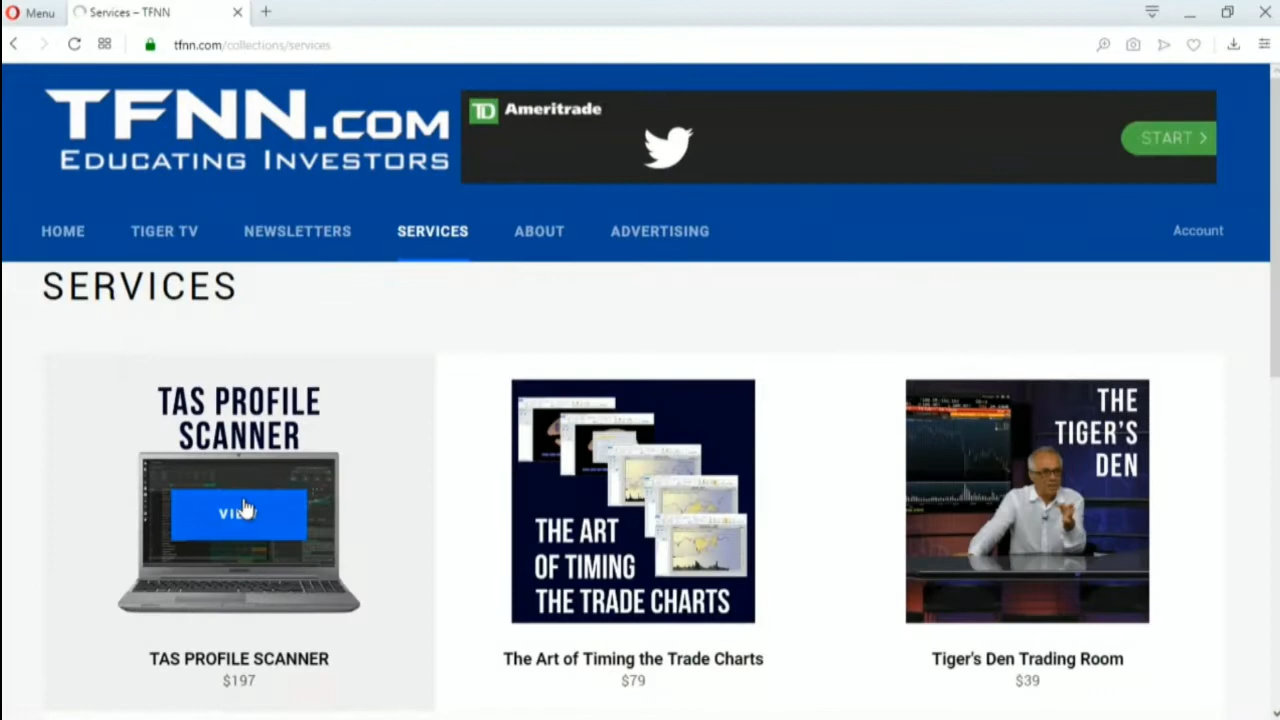 Menu
Services – TFNN
tfnn.com/collections/services
TFNN.COM
EDUCATING INVESTORS
TD Ameritrade
START >
HOME
TIGER TV
NEWSLETTERS
SERVICES
ABOUT
ADVERTISING
Account
SERVICES
TAS PROFILE
SCANNER
TAS PROFILE SCANNER
$197
THE ART
OF TIMING
THE TRADE CHARTS
The Art of Timing the Trade Charts
$79
THE
TIGER'S
DEN
Tiger's Den Trading Room
$39